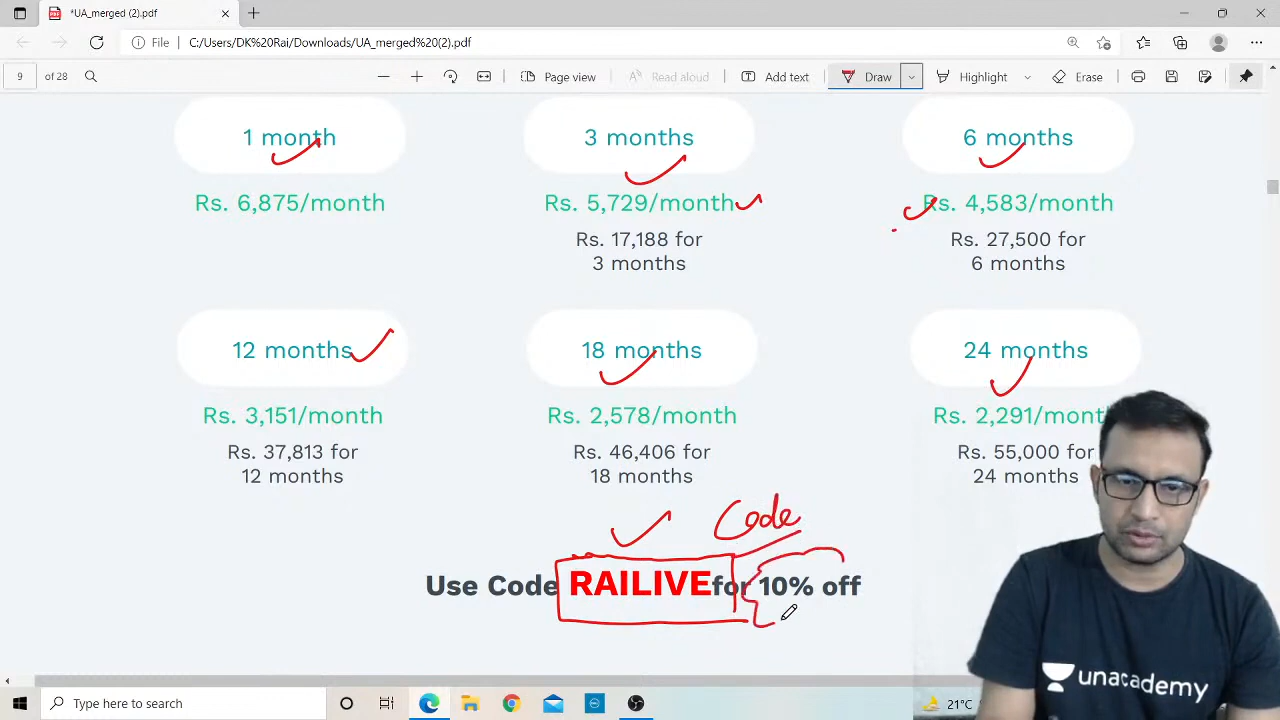 *UA_merged (2).pdf
File C:/Users/DK%20Rai/Downloads/UA_merged%20(2).pdf
9 of 28 Page view Read aloud Add text Draw Highlight Erase
1 month 3 months 6 months
Rs. 6,875/month Rs. 5,729/month Rs. 4,583/month
Rs. 17,188 for Rs. 27,500 for
3 months 6 months
12 months 18 months 24 months
Rs. 3,151/month Rs. 2,578/month Rs. 2,291/month
Rs. 37,813 for Rs. 46,406 for Rs. 55,000 for
12 months 18 months 24 months
Code
Use Code RAILIVE for 10% off
unacademy
Type here to search DELL 21°C